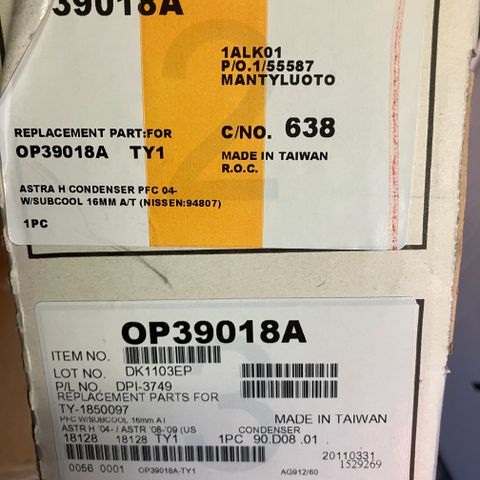 39018A
1ALK01
P/O.1/55587
MANTYLUOTO
REPLACEMENT PART:FOR
C/NO. 638
OP39018A TY1
MADE IN TAIWAN
R.O.C.
ASTRA H CONDENSER PFC 04-
W/SUBCOOL 16MM A/T (NISSEN:94807)
1PC
OP39018A
ITEM NO.
LOT NO. DK1103EP
P/L NO. DPI-3749
REPLACEMENT PARTS FOR
TY-1850097
PFC W/SUBCOOL 16mm AT
MADE IN TAIWAN
ASTR H '04- / ASTR '08-'09 (US CONDENSER
18128 18128 TY1 1PC 90.D08 .01
20110331
0056 0001 OP39018A-TY1 AG912/60 1529269